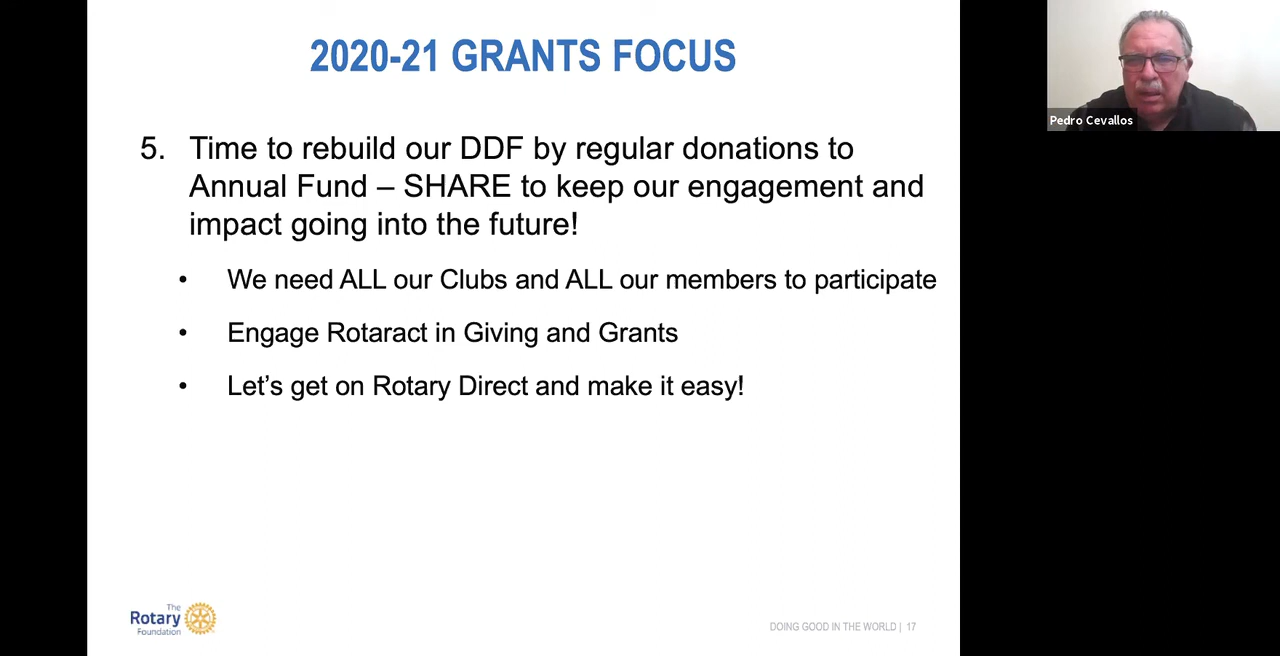 2020-21 GRANTS FOCUS
5. Time to rebuild our DDF by regular donations to
Annual Fund – SHARE to keep our engagement and
impact going into the future!
• We need ALL our Clubs and ALL our members to participate
• Engage Rotaract in Giving and Grants
• Let’s get on Rotary Direct and make it easy!
The
Rotary
Foundation
DOING GOOD IN THE WORLD | 17
Pedro Cevallos